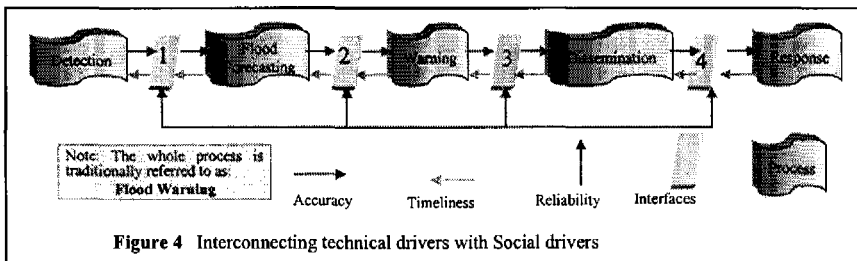 Detection 1 Flood Forecasting 2 Warning 3 Dissemination 4 Response
Note: The whole process is
traditionally referred to as:
Flood Warning
Accuracy Timeliness Reliability Interfaces Process
Figure 4 Interconnecting technical drivers with Social drivers